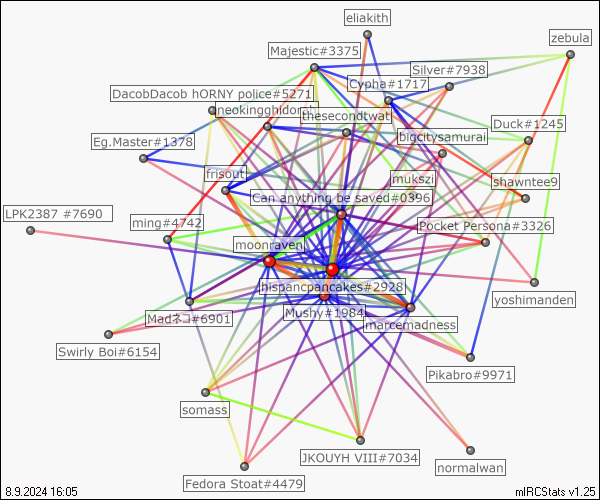 eliakith
zebula
Majestic#3375
Silver#7938
Cypha#1717
DacobDacob hORNY police#5271
neokingghidorah
thesecondtwat
Duck#1245
bigcitysamurai
Eg.Master#1378
mukszi
frisout
shawntee9
Can anything be saved#0396
LPK2387 #7690
ming#4742
Pocket Persona#3326
moonraven
hispancpancakes#2928
yoshimanden
Madネコ#6901
Mushy#1984
marcemadness
Swirly Boi#6154
Pikabro#9971
somass
JKOUYH VIII#7034
normalwan
Fedora Stoat#4479
8.9.2024 16:05
mIRCStats v1.25